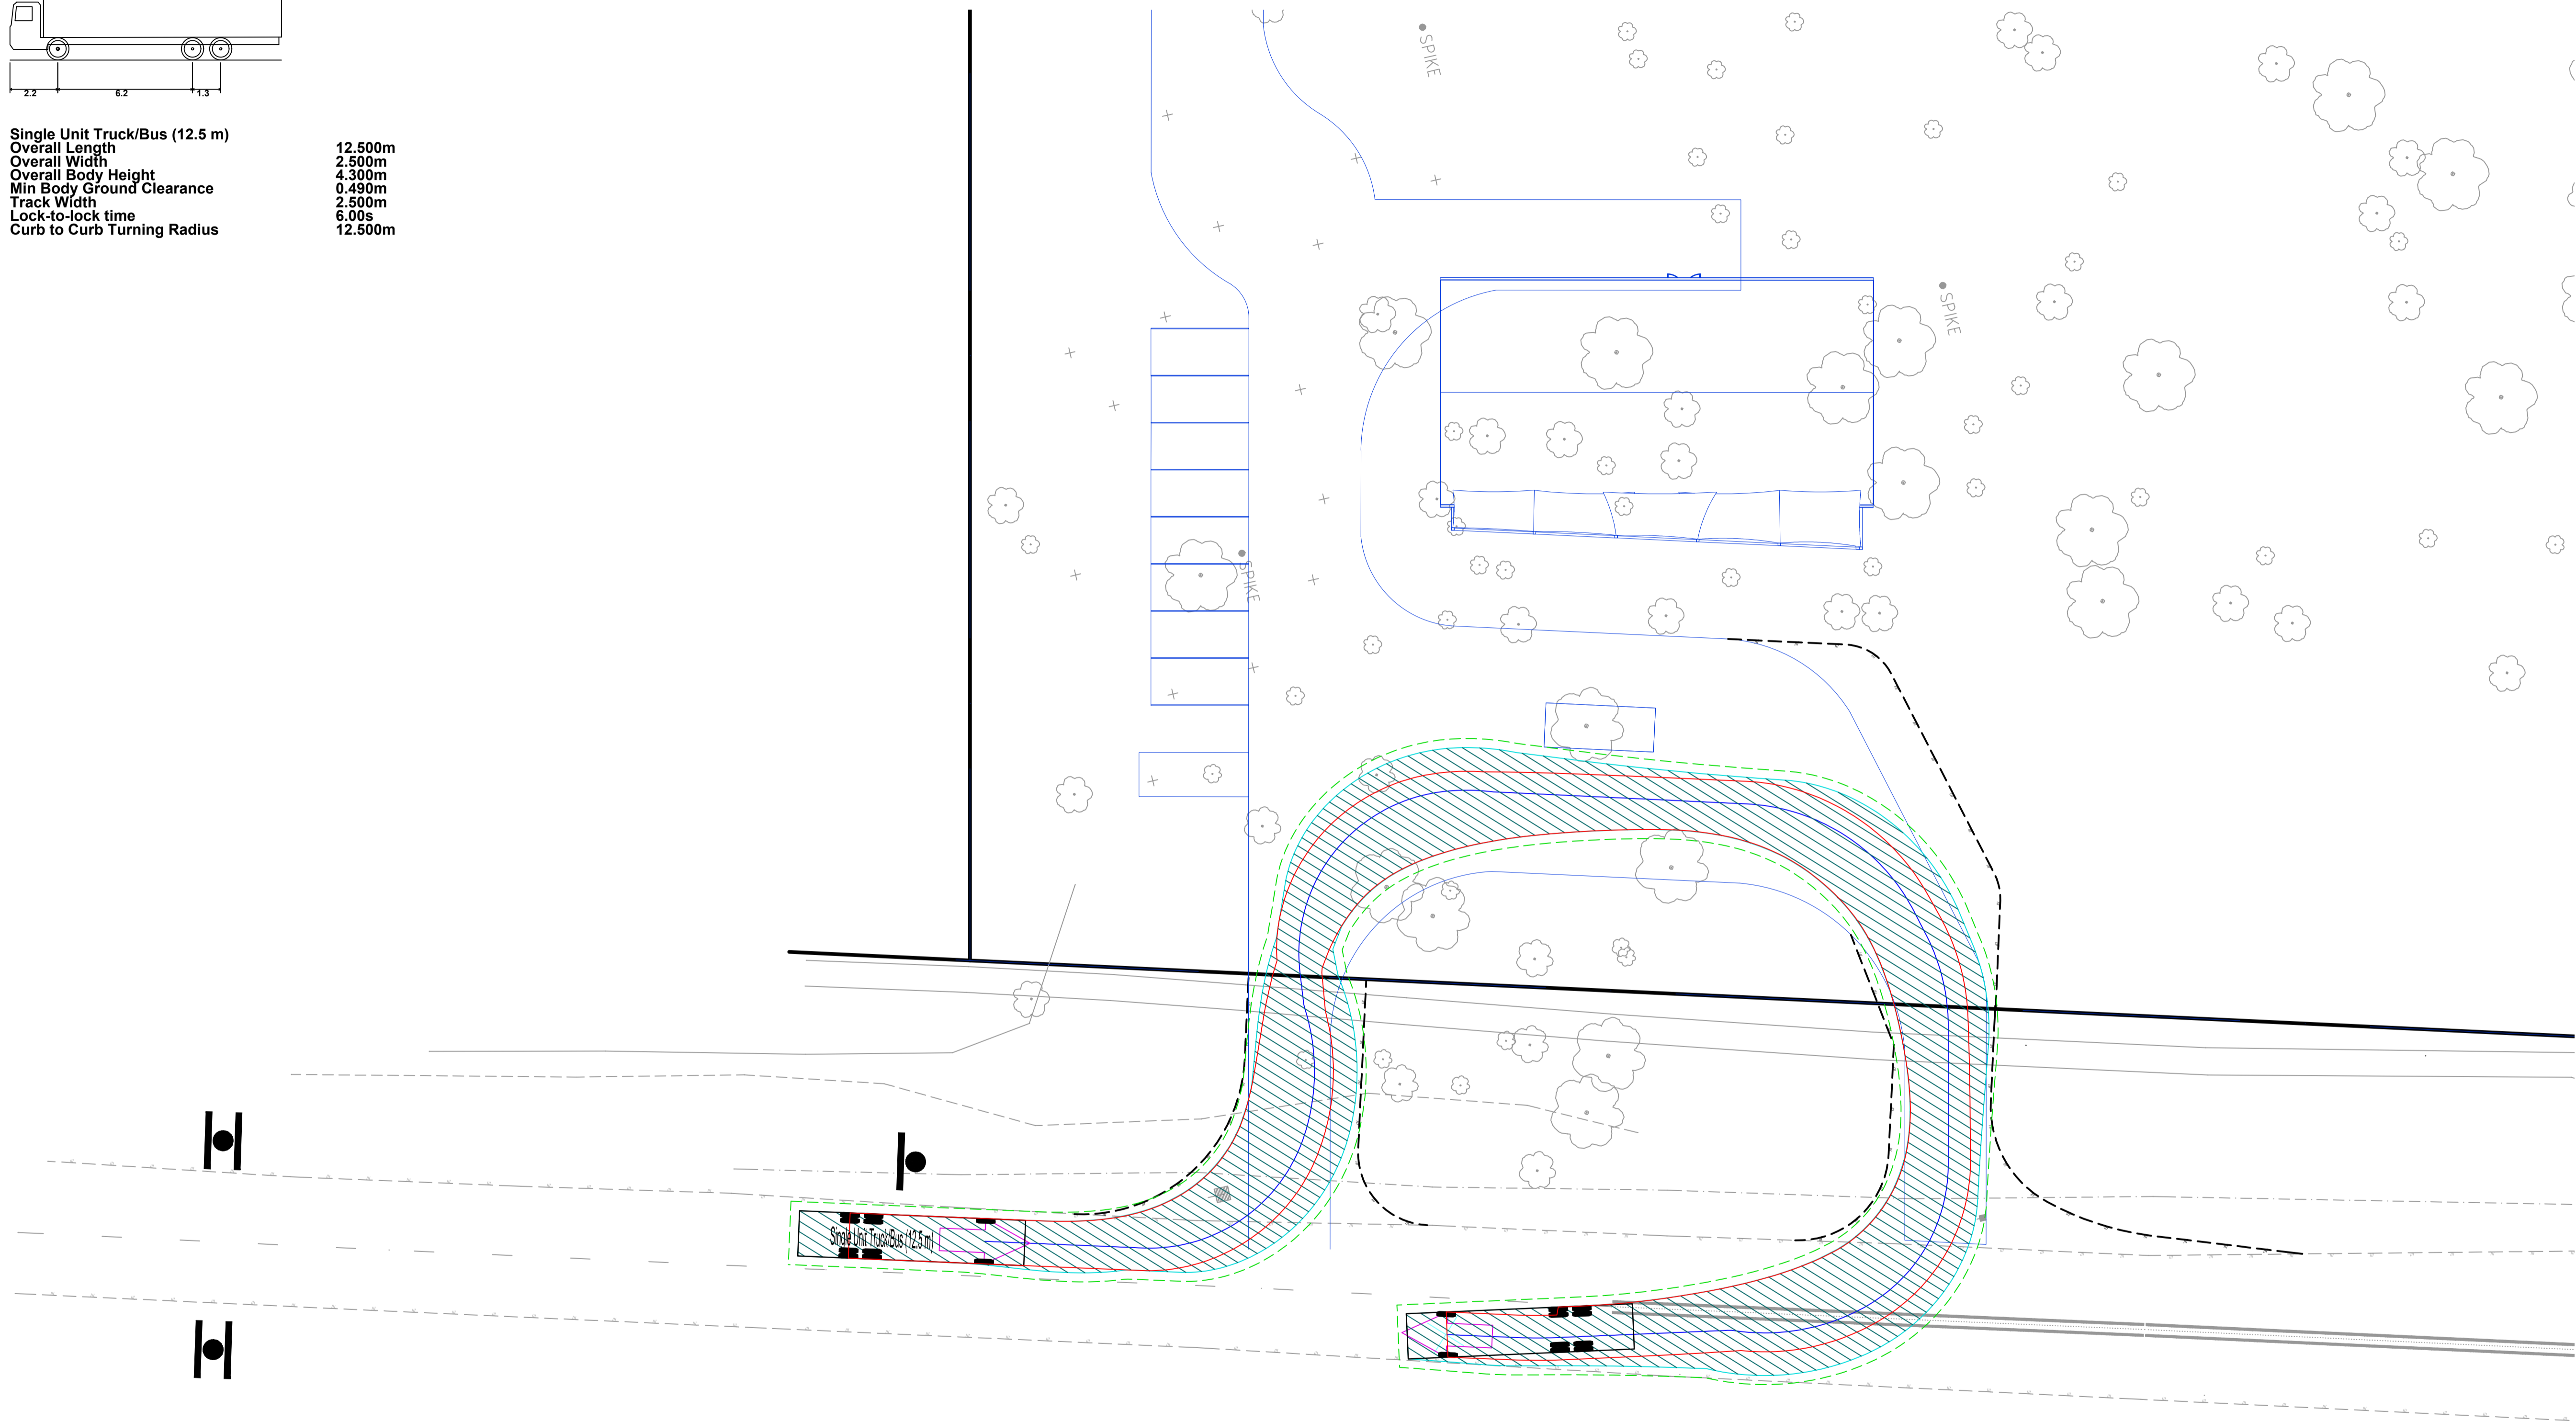 2.2
6.2
1.3
Single Unit Truck/Bus (12.5 m)
Overall Length 12.500m
Overall Width 2.500m
Overall Body Height 4.300m
Min Body Ground Clearance 0.490m
Track Width 2.500m
Lock-to-lock time 6.00s
Curb to Curb Turning Radius 12.500m
SPIKE
SPIKE
SPIKE
Single Unit Truck/Bus (12.5 m)